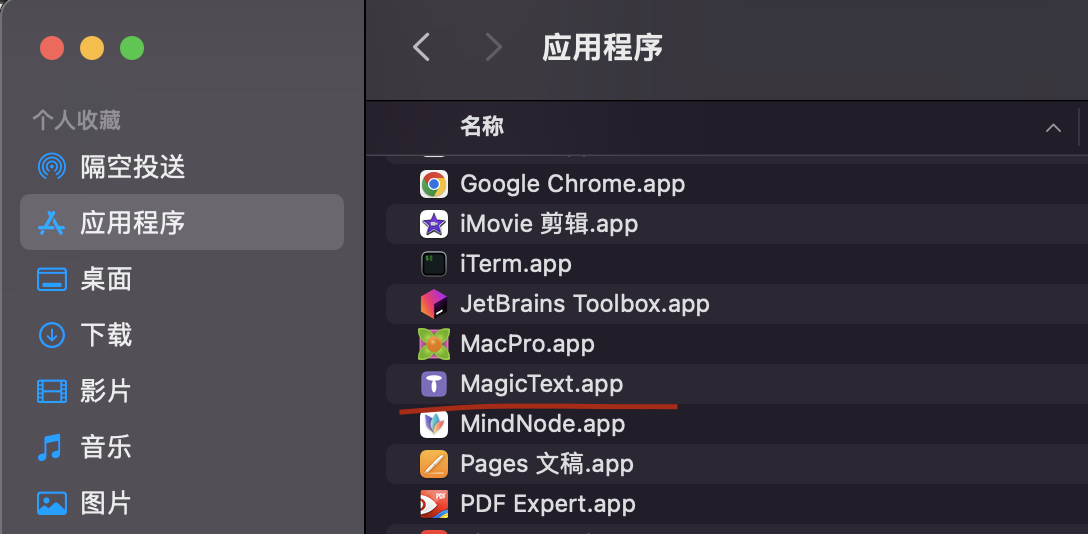 应用程序
个人收藏
隔空投送
应用程序
桌面
下载
影片
音乐
图片
名称
Google Chrome.app
iMovie 剪辑.app
iTerm.app
JetBrains Toolbox.app
MacPro.app
MagicText.app
MindNode.app
Pages 文稿.app
PDF Expert.app